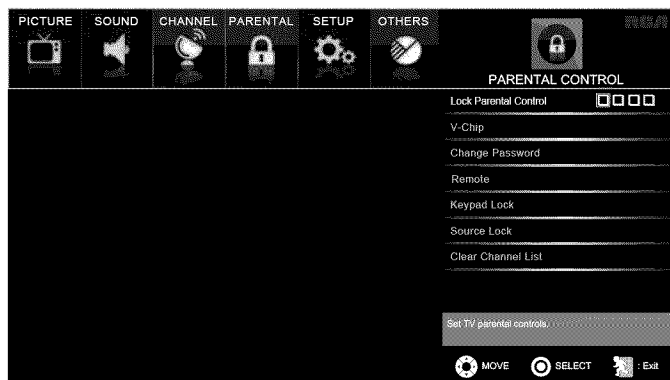 PICTURE SOUND CHANNEL PARENTAL SETUP OTHERS
RCA
PARENTAL CONTROL
Lock Parental Control
V-Chip
Change Password
Remote
Keypad Lock
Source Lock
Clear Channel List
Set TV parental controls.
MOVE SELECT : Exit